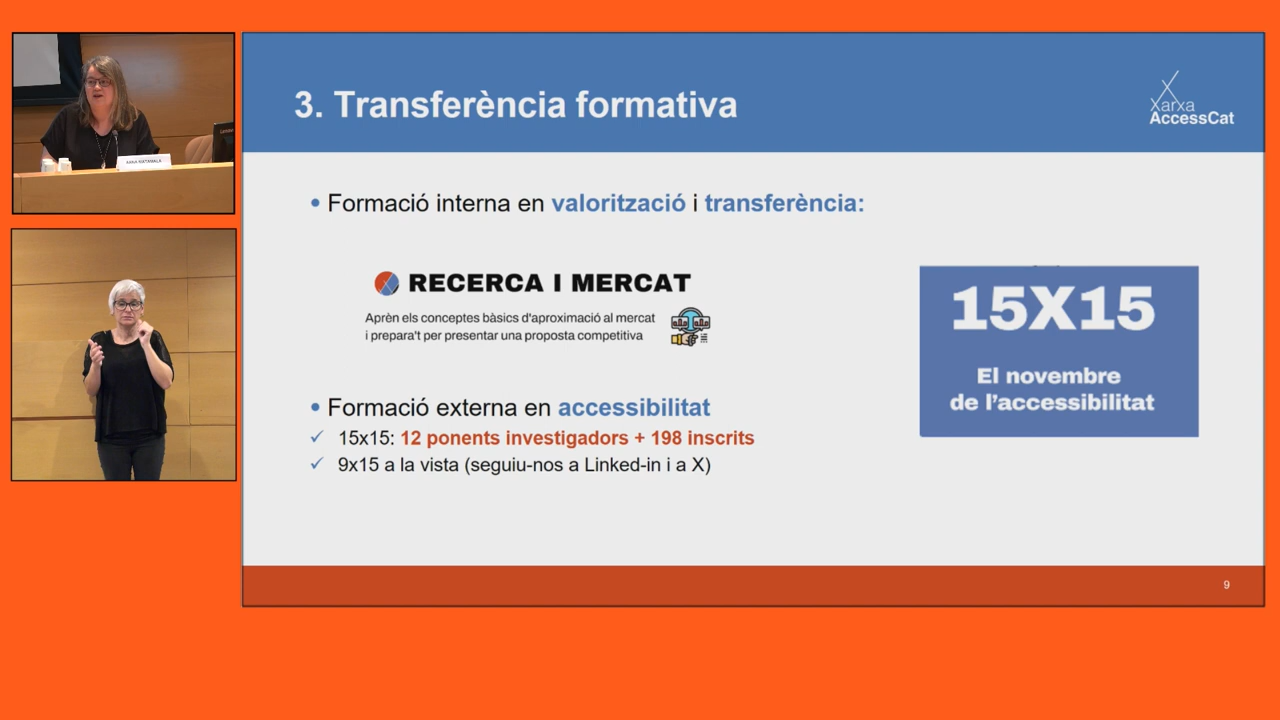 3. Transferència formativa
Xarxa
AccessCat
ANNA MATAMALA
• Formació interna en valorització i transferència:
RECERCA I MERCAT
Aprèn els conceptes bàsics d'aproximació al mercat
i prepara't per presentar una proposta competitiva
15X15
El novembre
de l'accessibilitat
• Formació externa en accessibilitat
✓ 15x15: 12 ponents investigadors + 198 inscrits
✓ 9x15 a la vista (seguiu-nos a Linked-in i a X)
9